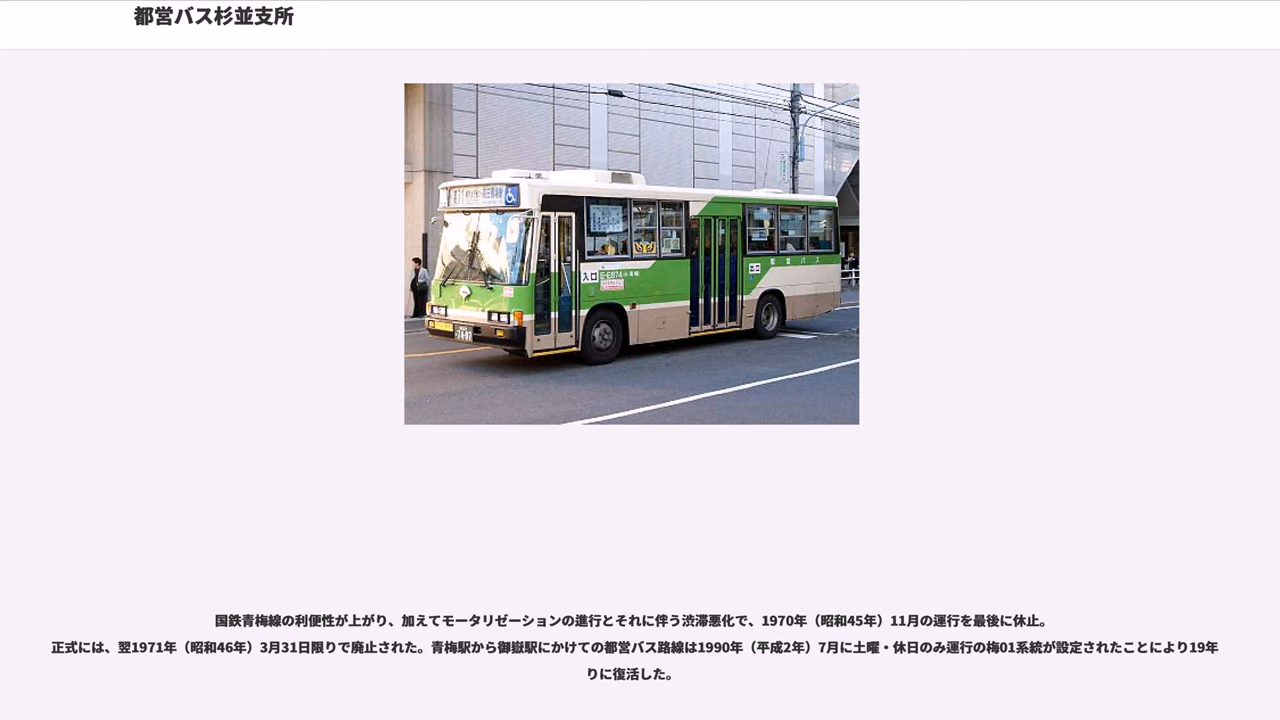 都営バス杉並支所
入口
E-E874
都営バス
国鉄青梅線の利便性が上がり、加えてモータリゼーションの進行とそれに伴う渋滞悪化で、1970年（昭和45年）11月の運行を最後に休止。
正式には、翌1971年（昭和46年）3月31日限りで廃止された。青梅駅から御嶽駅にかけての都営バス路線は1990年（平成2年）7月に土曜・休日のみ運行の梅01系統が設定されたことにより19年
りに復活した。